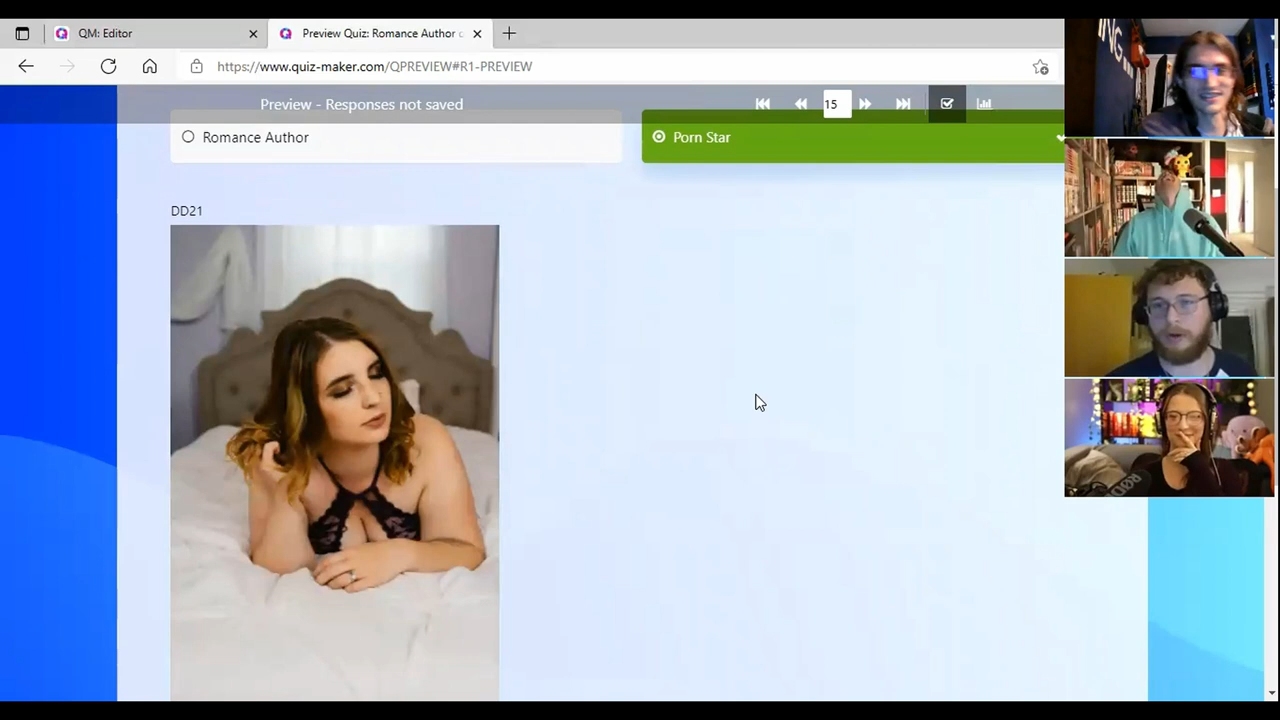 QM: Editor
Preview Quiz: Romance Author
https://www.quiz-maker.com/QPREVIEW#R1-PREVIEW
Preview - Responses not saved
15
Romance Author
Porn Star
DD21